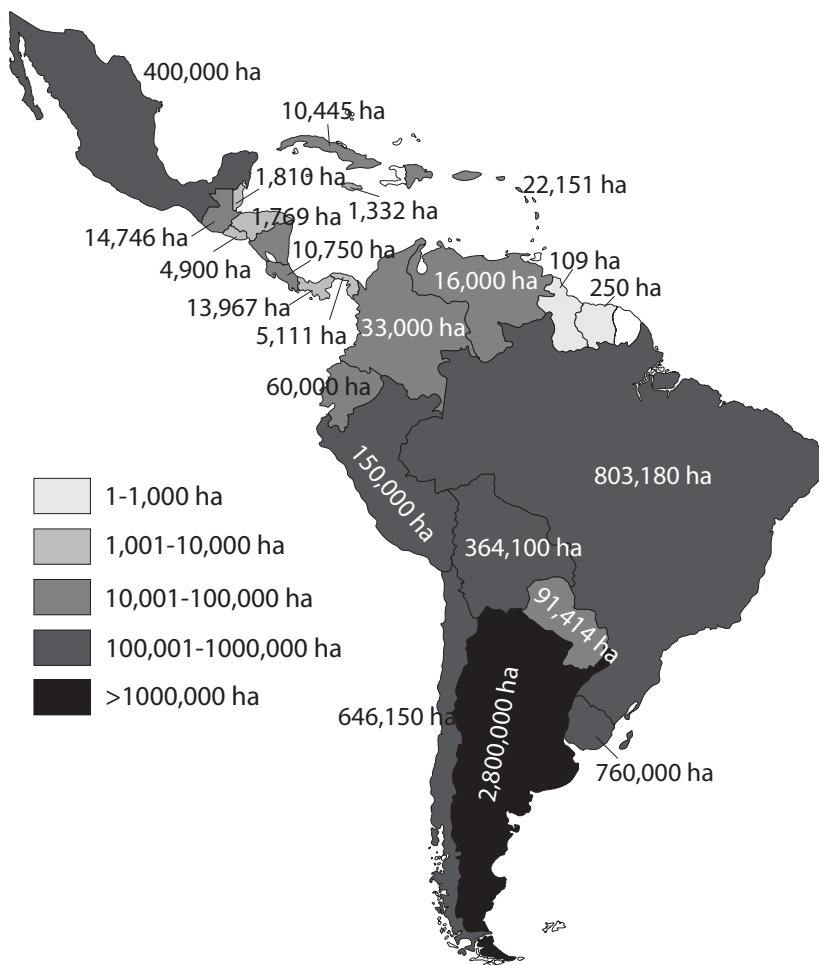 400,000 ha
10,445 ha
1,810 ha
22,151 ha
1,769 ha
1,332 ha
14,746 ha
10,750 ha
4,900 ha
109 ha
16,000 ha
250 ha
13,967 ha
33,000 ha
5,111 ha
60,000 ha
803,180 ha
150,000 ha
1-1,000 ha
1,001-10,000 ha
364,100 ha
10,001-100,000 ha
91,414 ha
100,001-1000,000 ha
>1000,000 ha
646,150 ha
2,800,000 ha
760,000 ha